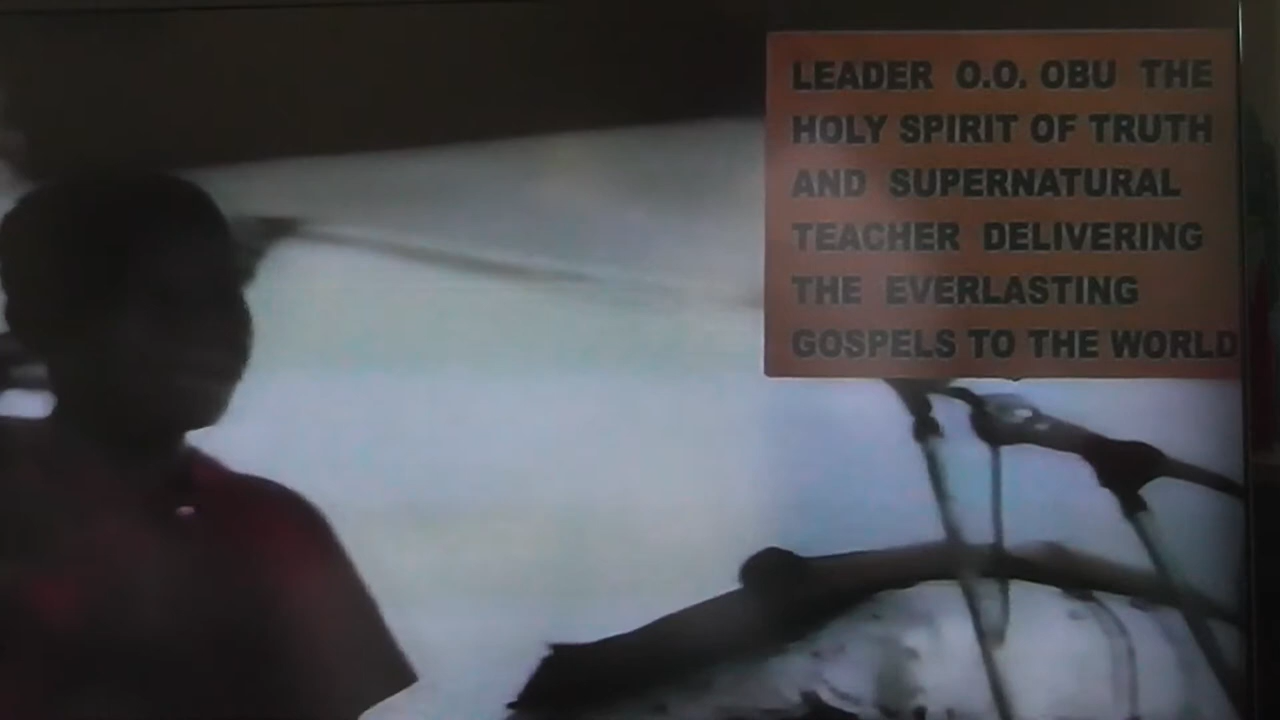 LEADER O.O. OBU THE
HOLY SPIRIT OF TRUTH
AND SUPERNATURAL
TEACHER DELIVERING
THE EVERLASTING
GOSPELS TO THE WORLD